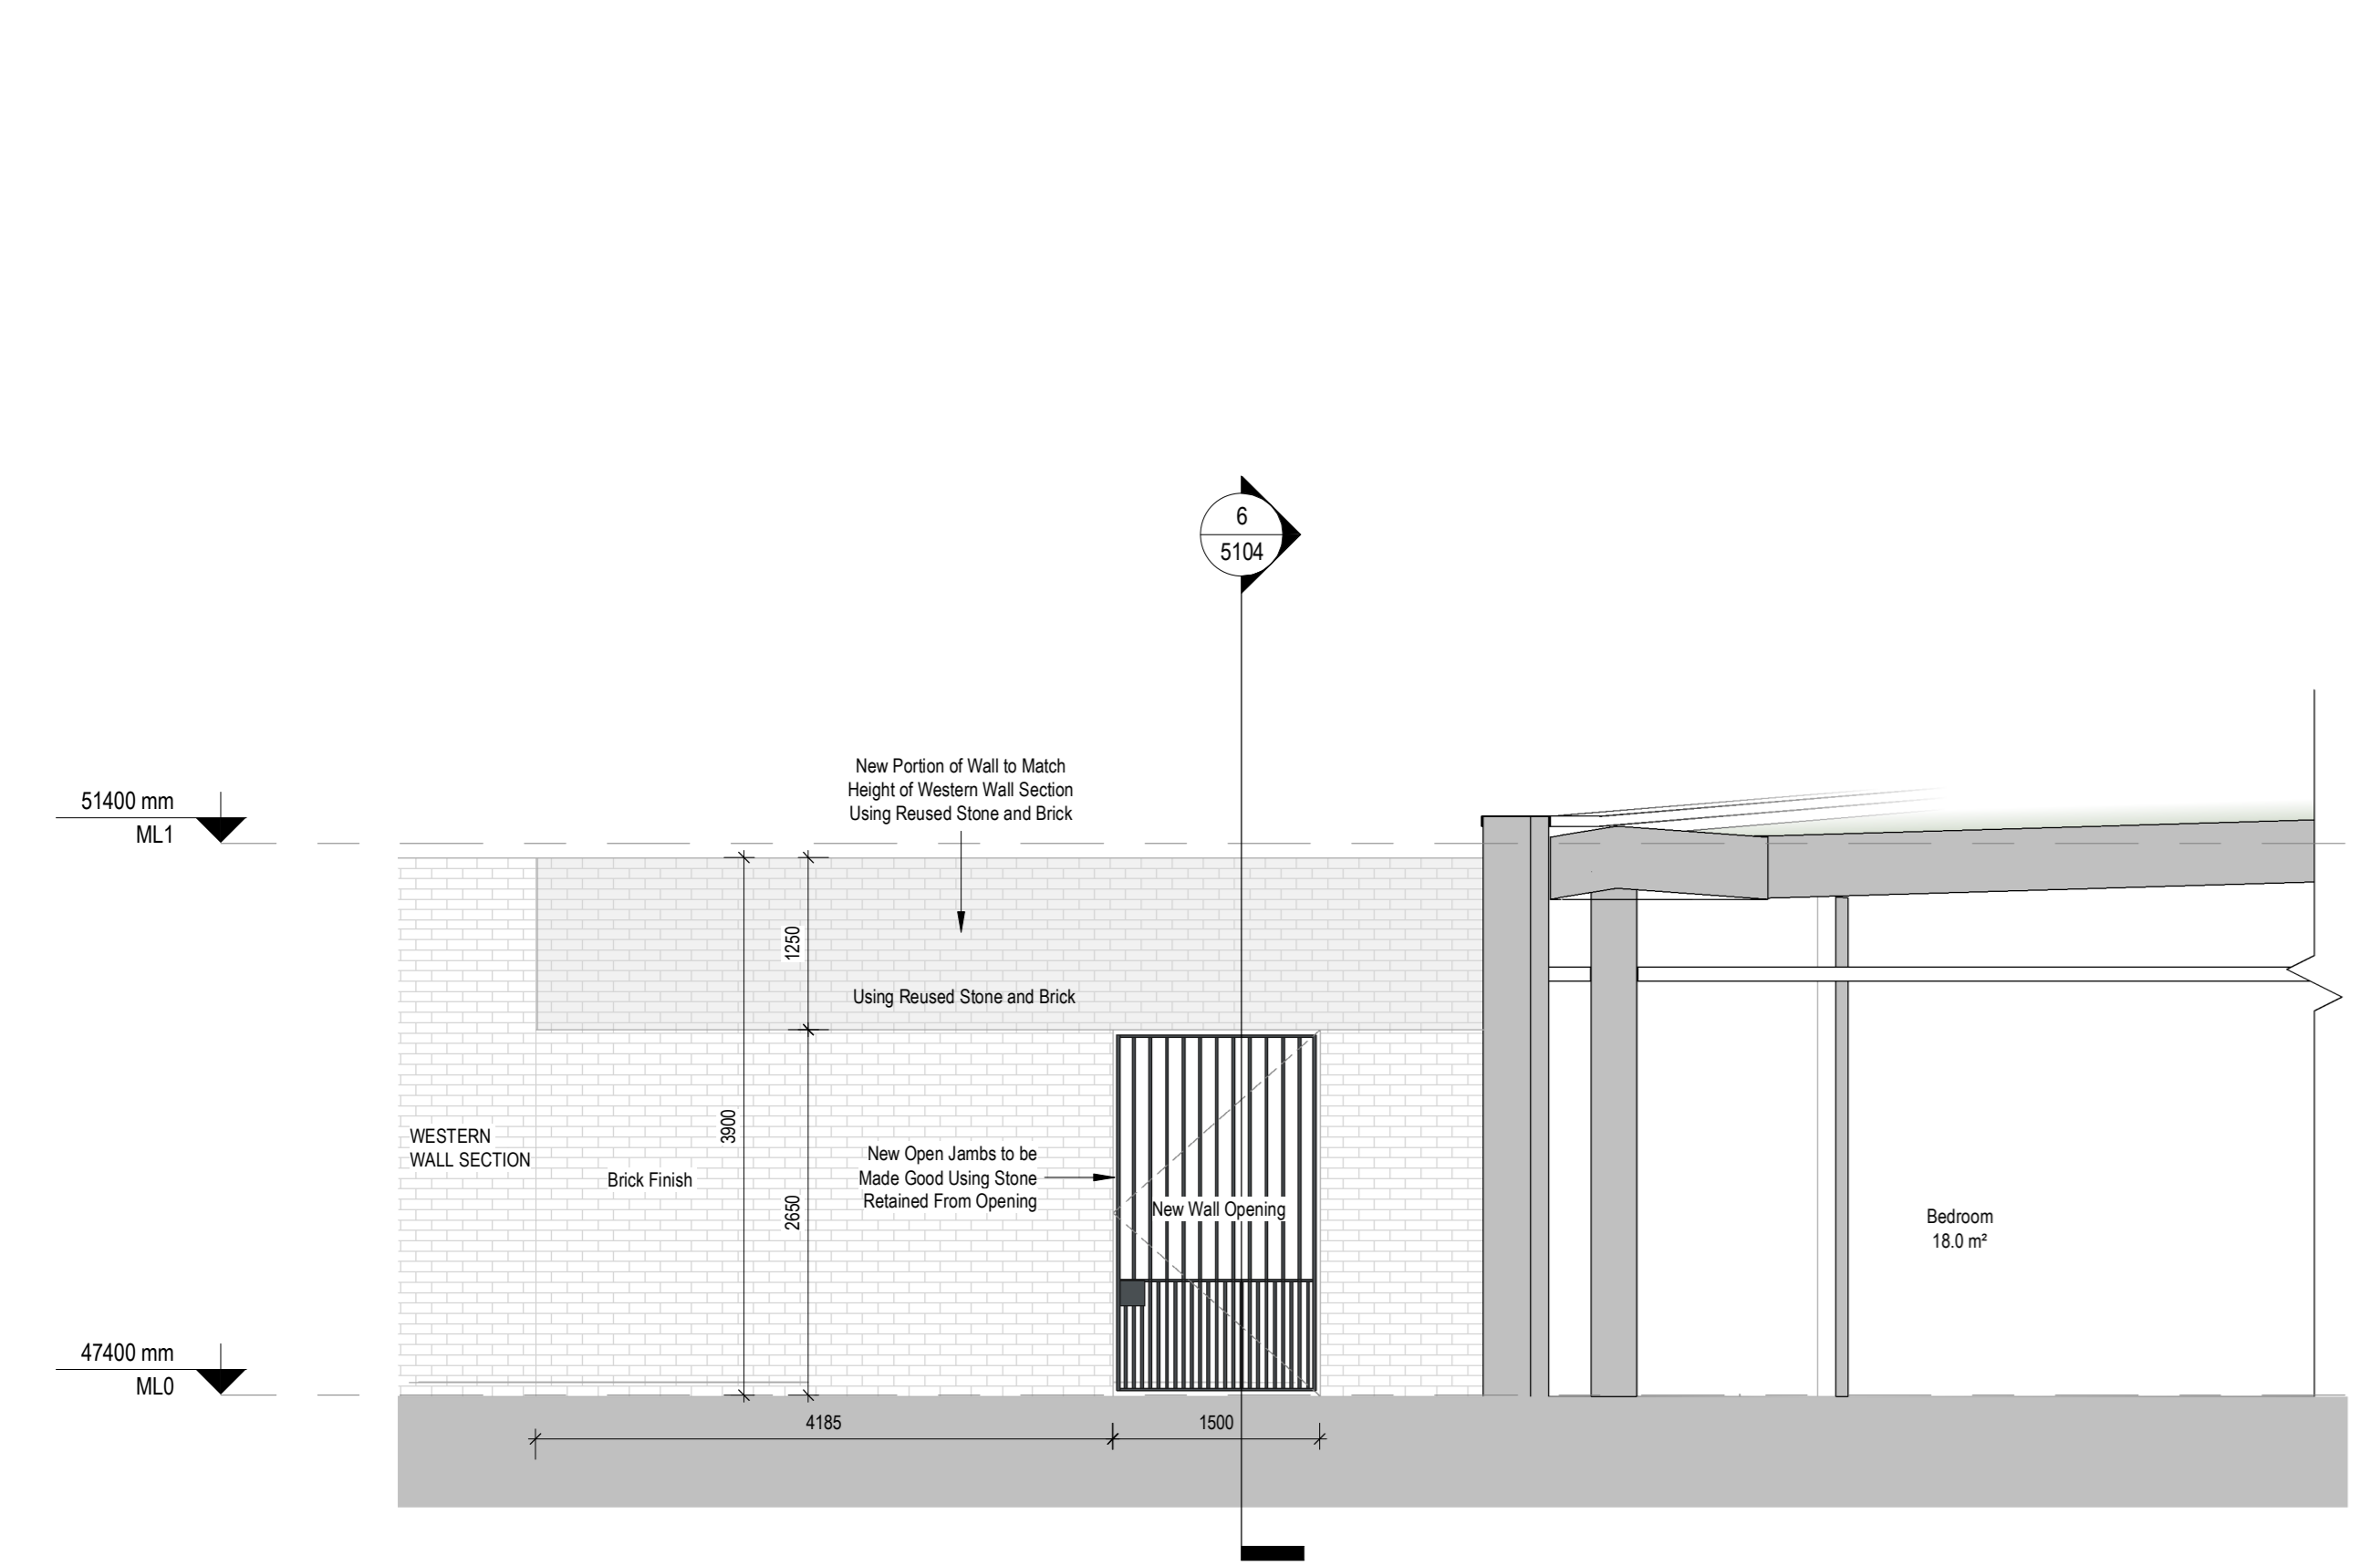 6
5104
New Portion of Wall to Match
Height of Western Wall Section
Using Reused Stone and Brick
51400 mm
ML1
1250
Using Reused Stone and Brick
3900
WESTERN
WALL SECTION
Brick Finish
2650
New Open Jambs to be
Made Good Using Stone
Retained From Opening
New Wall Opening
Bedroom
18.0 m²
47400 mm
ML0
4185
1500